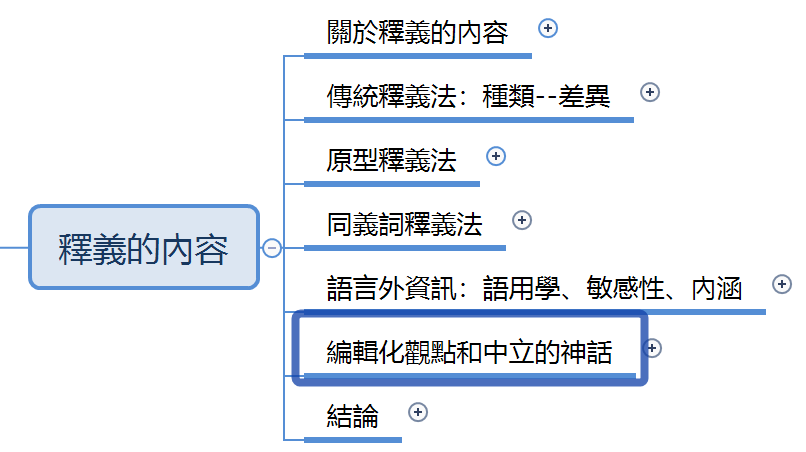 關於釋義的內容
傳統釋義法：種類--差異
原型釋義法
同義詞釋義法
釋義的內容
語言外資訊：語用學、敏感性、內涵
編輯化觀點和中立的神話
結論